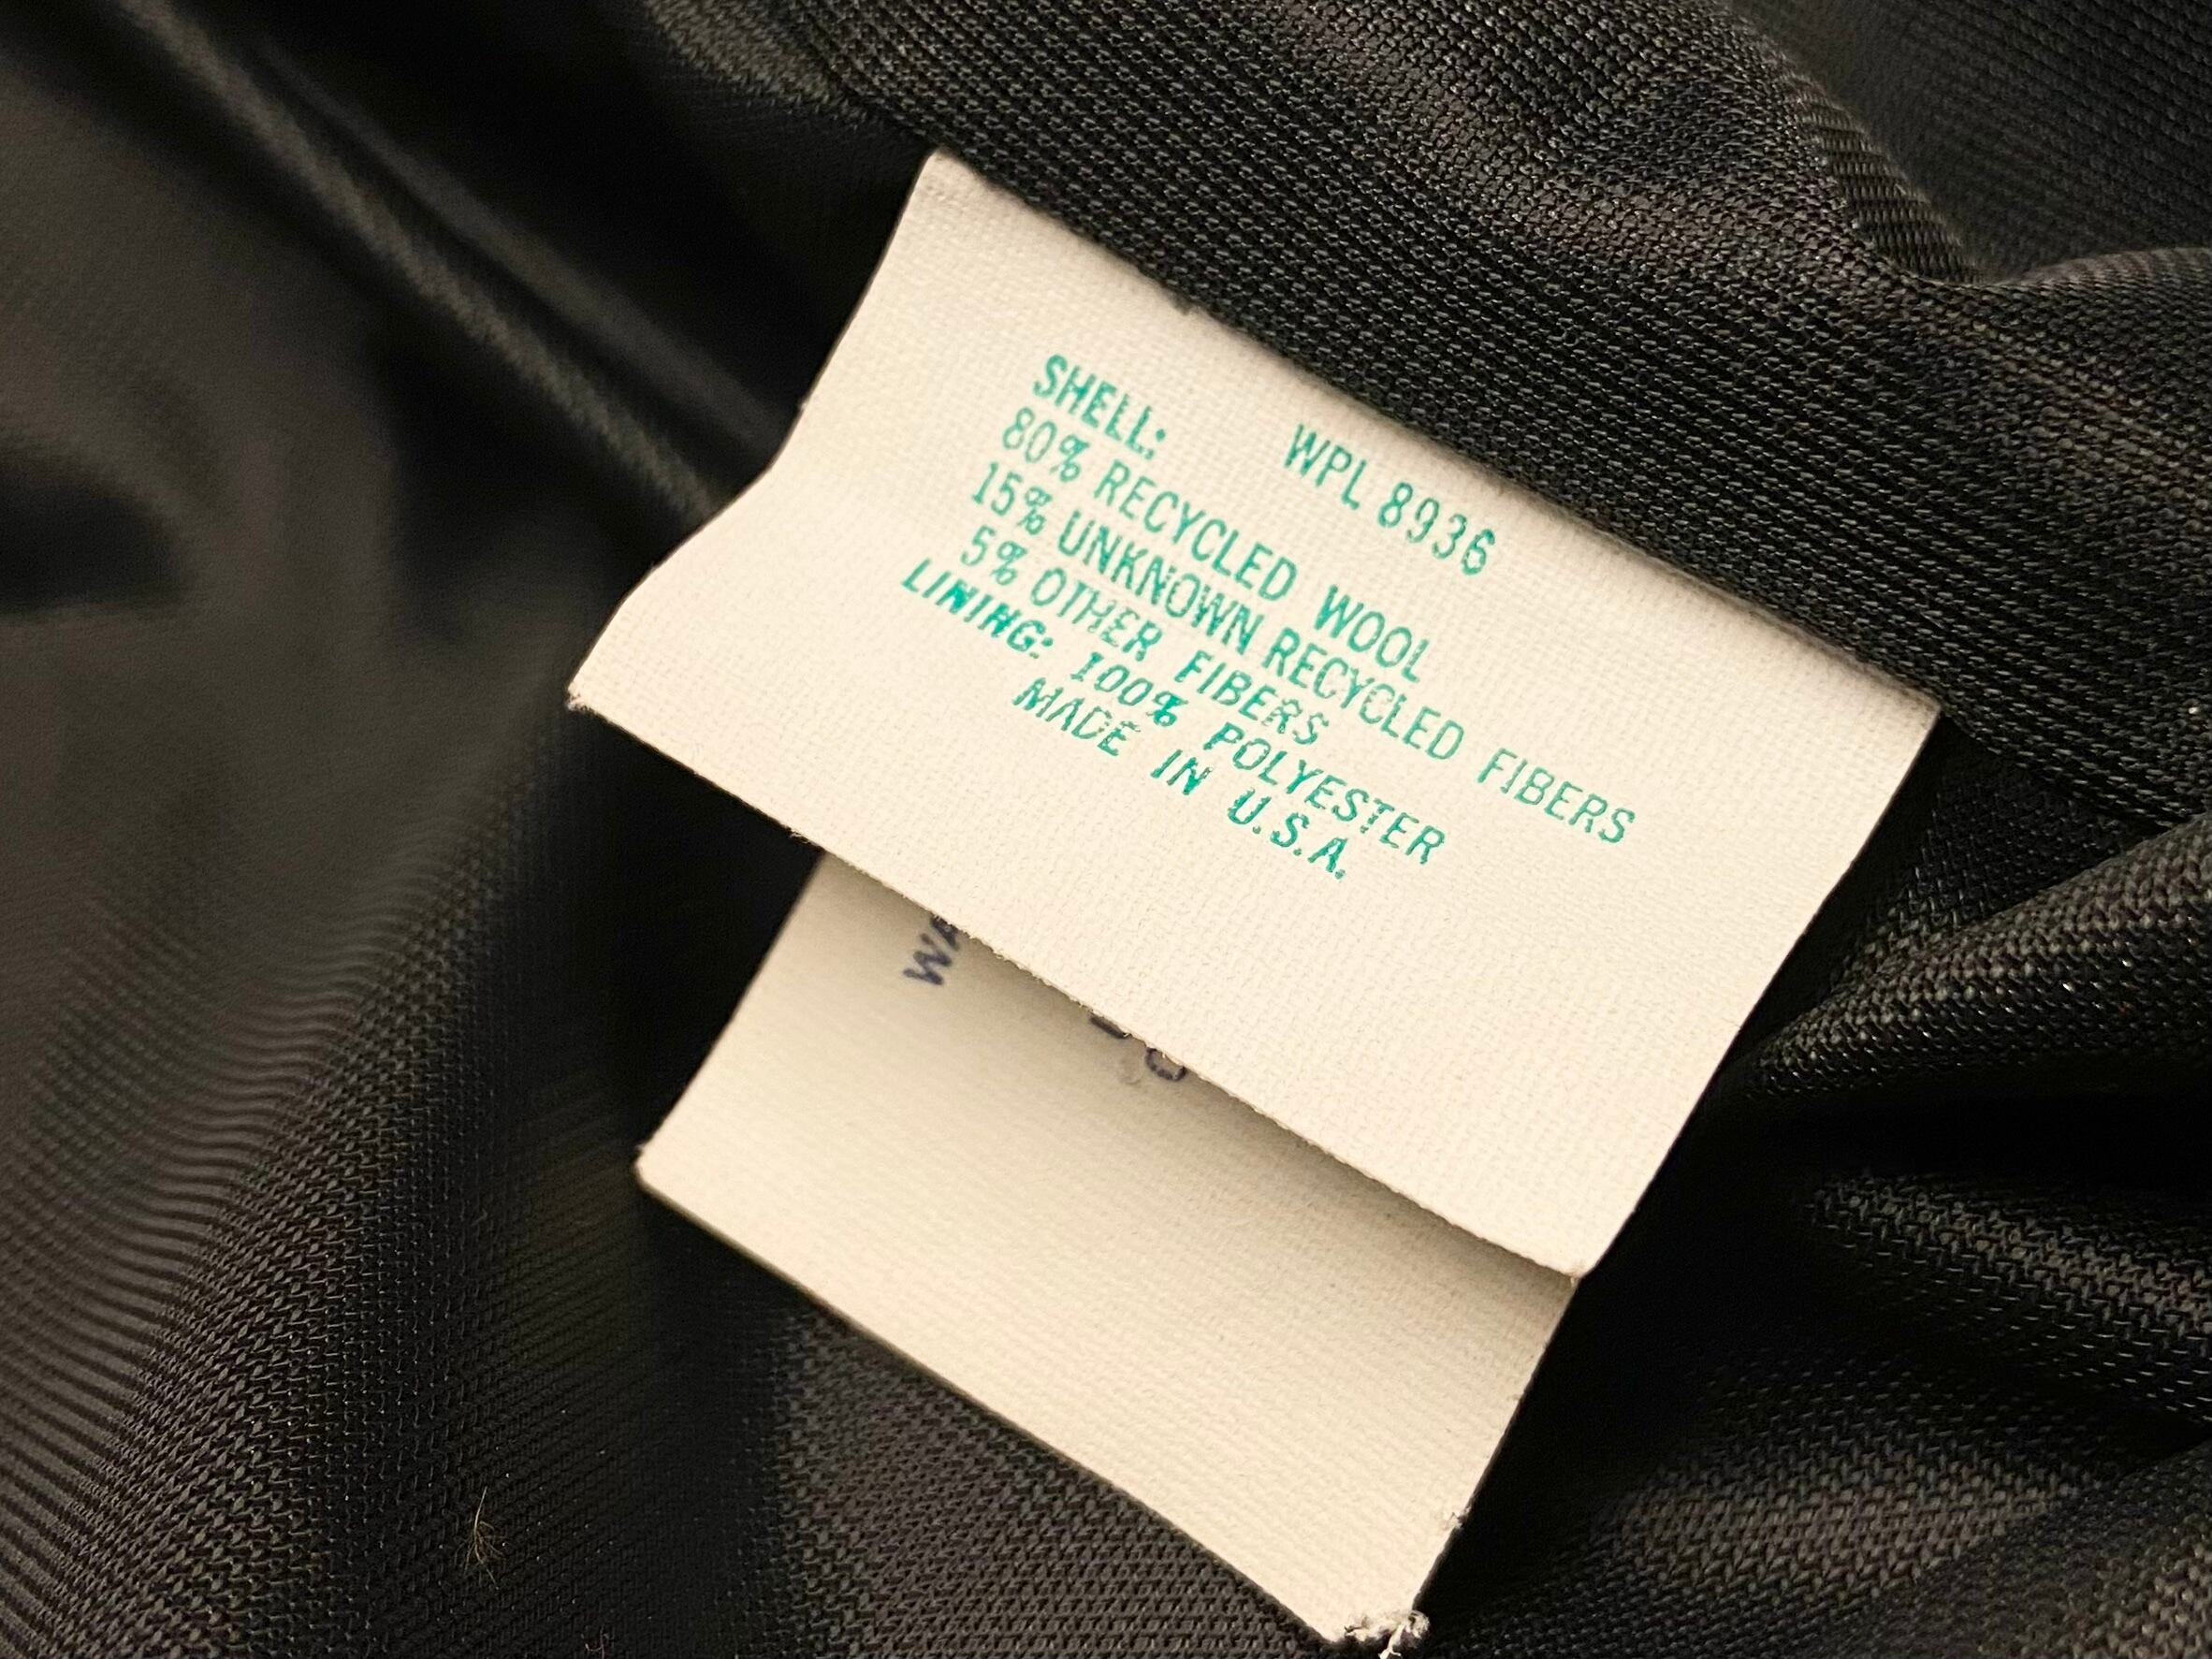 SHELL: WPL 8936
80% RECYCLED WOOL
15% UNKNOWN RECYCLED FIBERS
5% OTHER FIBERS
LINING: 100% POLYESTER
MADE IN U.S.A.